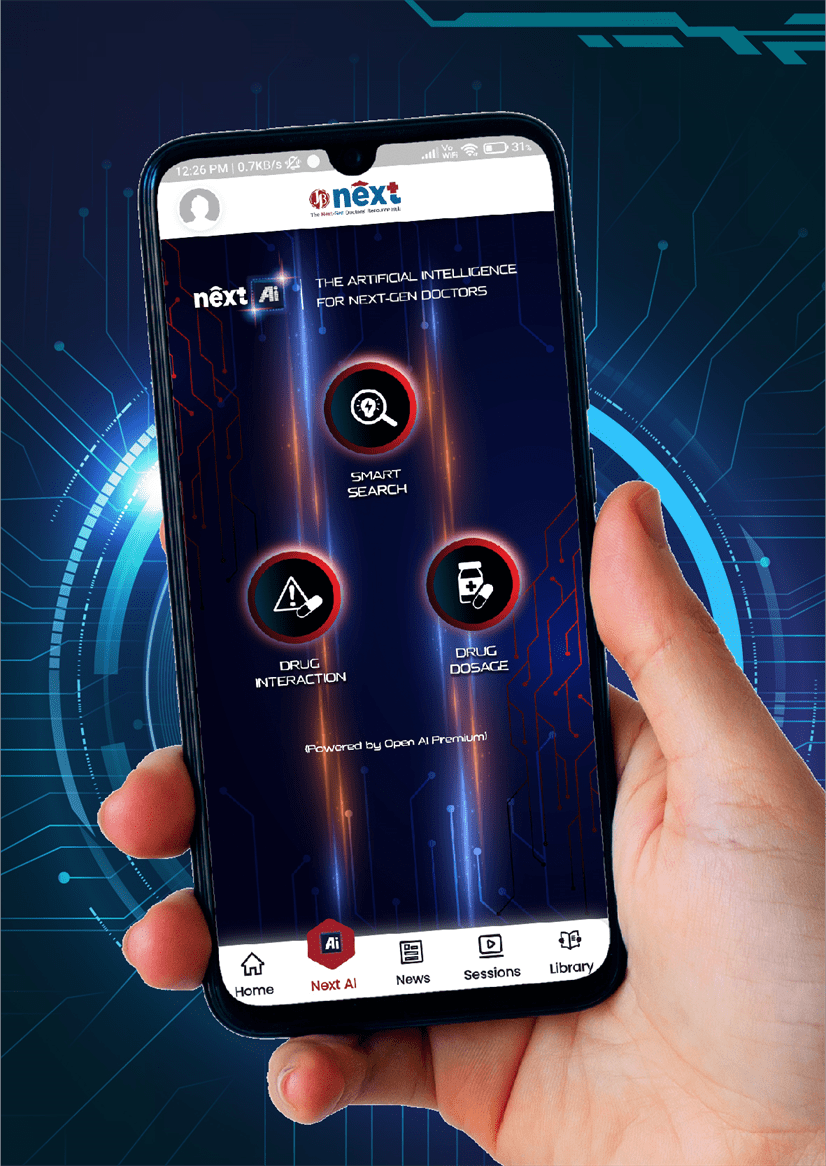 12:26 PM | 0.7KB/s
Vo
WiFi
31%
JB
nêxt
The Next-Gen Doctors' Resource Hub
nêxt Ai
THE ARTIFICIAL INTELLIGENCE
FOR NEXT-GEN DOCTORS
SMART
SEARCH
DRUG
INTERACTION
DRUG
DOSAGE
(Powered by Open AI Premium)
Ai
Home
Next AI
News
Sessions
Library